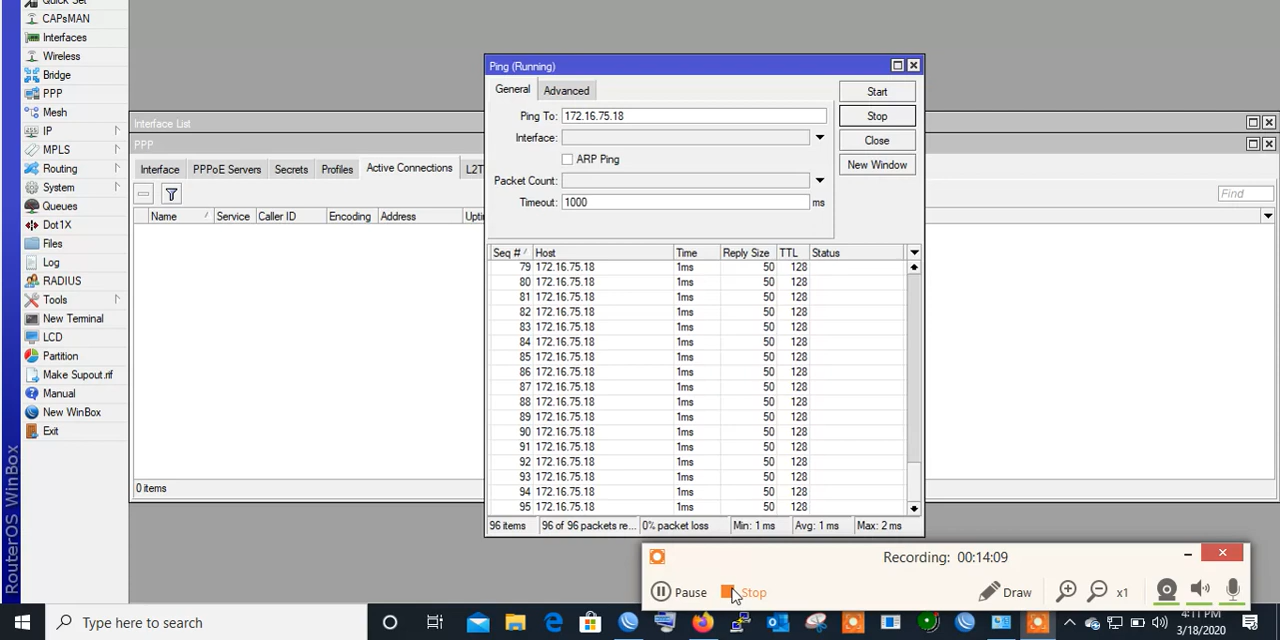 Quick Set
CAPsMAN
Interfaces
Wireless
Bridge
PPP
Mesh
IP
MPLS
Routing
System
Queues
Dot1X
Files
Log
RADIUS
Tools
New Terminal
LCD
Partition
Make Supout.rif
Manual
New WinBox
Exit
RouterOS WinBox
Interface List
PPP
Interface PPPoE Servers Secrets Profiles Active Connections L2T
Find
Name Service Caller ID Encoding Address Uptin
0 items
Ping (Running)
General Advanced
Ping To: 172.16.75.18
Interface:
ARP Ping
Packet Count:
Timeout: 1000 ms
Start
Stop
Close
New Window
Seq # Host Time Reply Size TTL Status
79 172.16.75.18 1ms 50 128
80 172.16.75.18 1ms 50 128
81 172.16.75.18 1ms 50 128
82 172.16.75.18 1ms 50 128
83 172.16.75.18 1ms 50 128
84 172.16.75.18 1ms 50 128
85 172.16.75.18 1ms 50 128
86 172.16.75.18 1ms 50 128
87 172.16.75.18 1ms 50 128
88 172.16.75.18 1ms 50 128
89 172.16.75.18 1ms 50 128
90 172.16.75.18 1ms 50 128
91 172.16.75.18 1ms 50 128
92 172.16.75.18 1ms 50 128
93 172.16.75.18 1ms 50 128
94 172.16.75.18 1ms 50 128
95 172.16.75.18 1ms 50 128
96 items 96 of 96 packets re... 0% packet loss Min: 1 ms Avg: 1 ms Max: 2 ms
Recording: 00:14:09
Pause Stop Draw x1
Type here to search
4:11 PM
3/18/2020